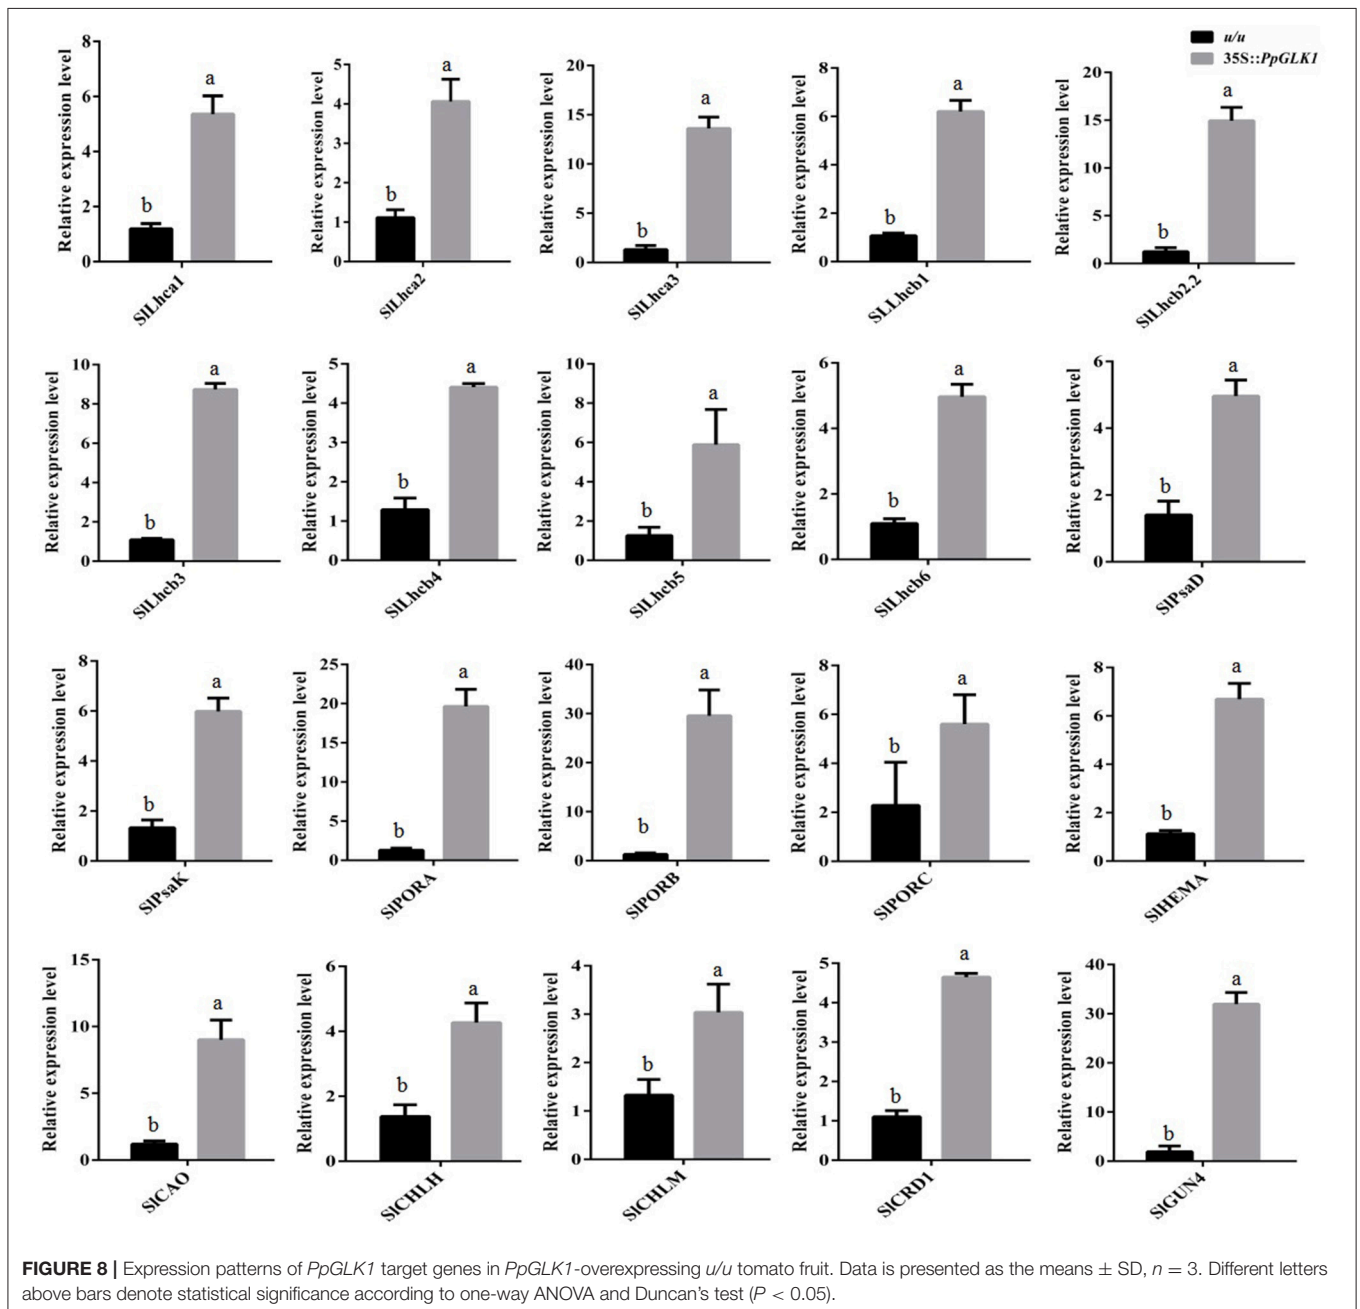 u/u
35S::PpGLK1
Relative expression level
8
6
4
2
0
b
a
SlLhca1
Relative expression level
5
4
3
2
1
0
b
a
SlLhca2
Relative expression level
20
15
10
5
0
b
a
SlLhca3
Relative expression level
8
6
4
2
0
b
a
SLLhcb1
Relative expression level
20
15
10
5
0
b
a
SlLhcb2.2
Relative expression level
10
8
6
4
2
0
b
a
SlLhcb3
Relative expression level
5
4
3
2
1
0
b
a
SlLhcb4
Relative expression level
10
8
6
4
2
0
b
a
SlLhcb5
Relative expression level
6
4
2
0
b
a
SlLhcb6
Relative expression level
6
4
2
0
b
a
SlPsaD
Relative expression level
8
6
4
2
0
b
a
SlPsaK
Relative expression level
25
20
15
10
5
0
b
a
SlPORA
Relative expression level
40
30
20
10
0
b
a
SlPORB
Relative expression level
8
6
4
2
0
b
a
SlPORC
Relative expression level
8
6
4
2
0
b
a
SlHEMA
Relative expression level
15
10
5
0
b
a
SlCAO
Relative expression level
6
4
2
0
b
a
SlCHLH
Relative expression level
4
3
2
1
0
b
a
SlCHLM
Relative expression level
5
4
3
2
1
0
b
a
SlCRD1
Relative expression level
40
30
20
10
0
b
a
SlGUN4
FIGURE 8 | Expression patterns of PpGLK1 target genes in PpGLK1-overexpressing u/u tomato fruit. Data is presented as the means ± SD, n = 3. Different letters
above bars denote statistical significance according to one-way ANOVA and Duncan's test (P < 0.05).